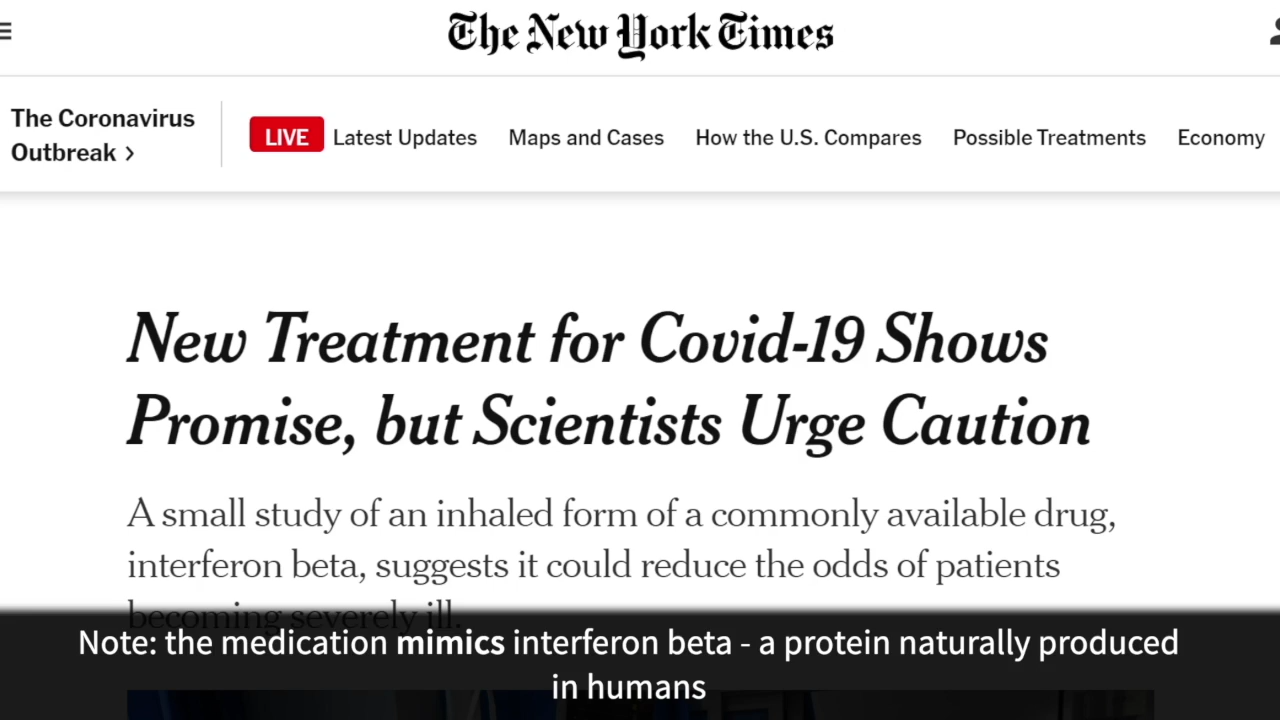 The New York Times
The Coronavirus
Outbreak >
LIVE Latest Updates Maps and Cases How the U.S. Compares Possible Treatments Economy
New Treatment for Covid-19 Shows
Promise, but Scientists Urge Caution
A small study of an inhaled form of a commonly available drug,
interferon beta, suggests it could reduce the odds of patients
becoming severely ill.
Note: the medication mimics interferon beta - a protein naturally produced
in humans